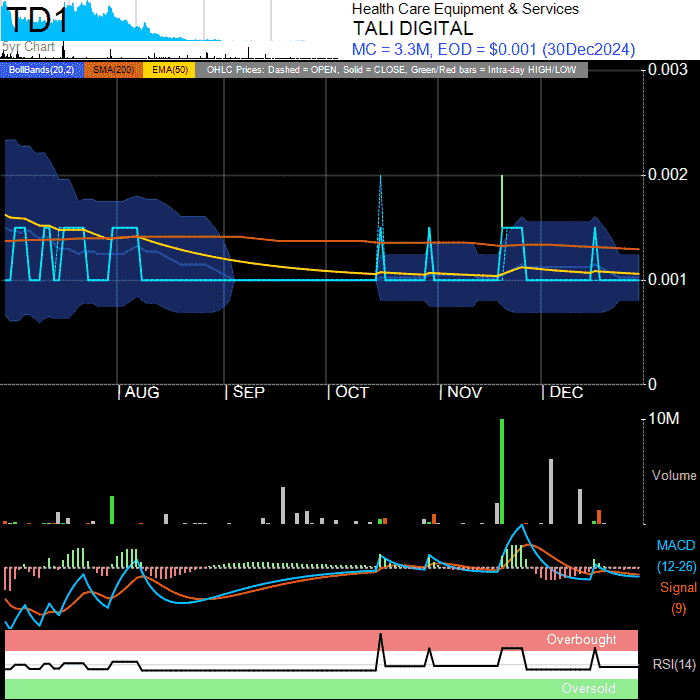 TD1
5yr Chart
Health Care Equipment & Services
TALI DIGITAL
MC = 3.3M, EOD = $0.001 (30Dec2024)
BollBands(20,2) SMA(200) EMA(50) OHLC Prices: Dashed = OPEN, Solid = CLOSE, Green/Red bars = Intra-day HIGH/LOW
0.003
0.002
0.001
0
AUG SEP OCT NOV DEC
10M
Volume
MACD
(12-26)
Signal
(9)
Overbought
RSI(14)
Oversold